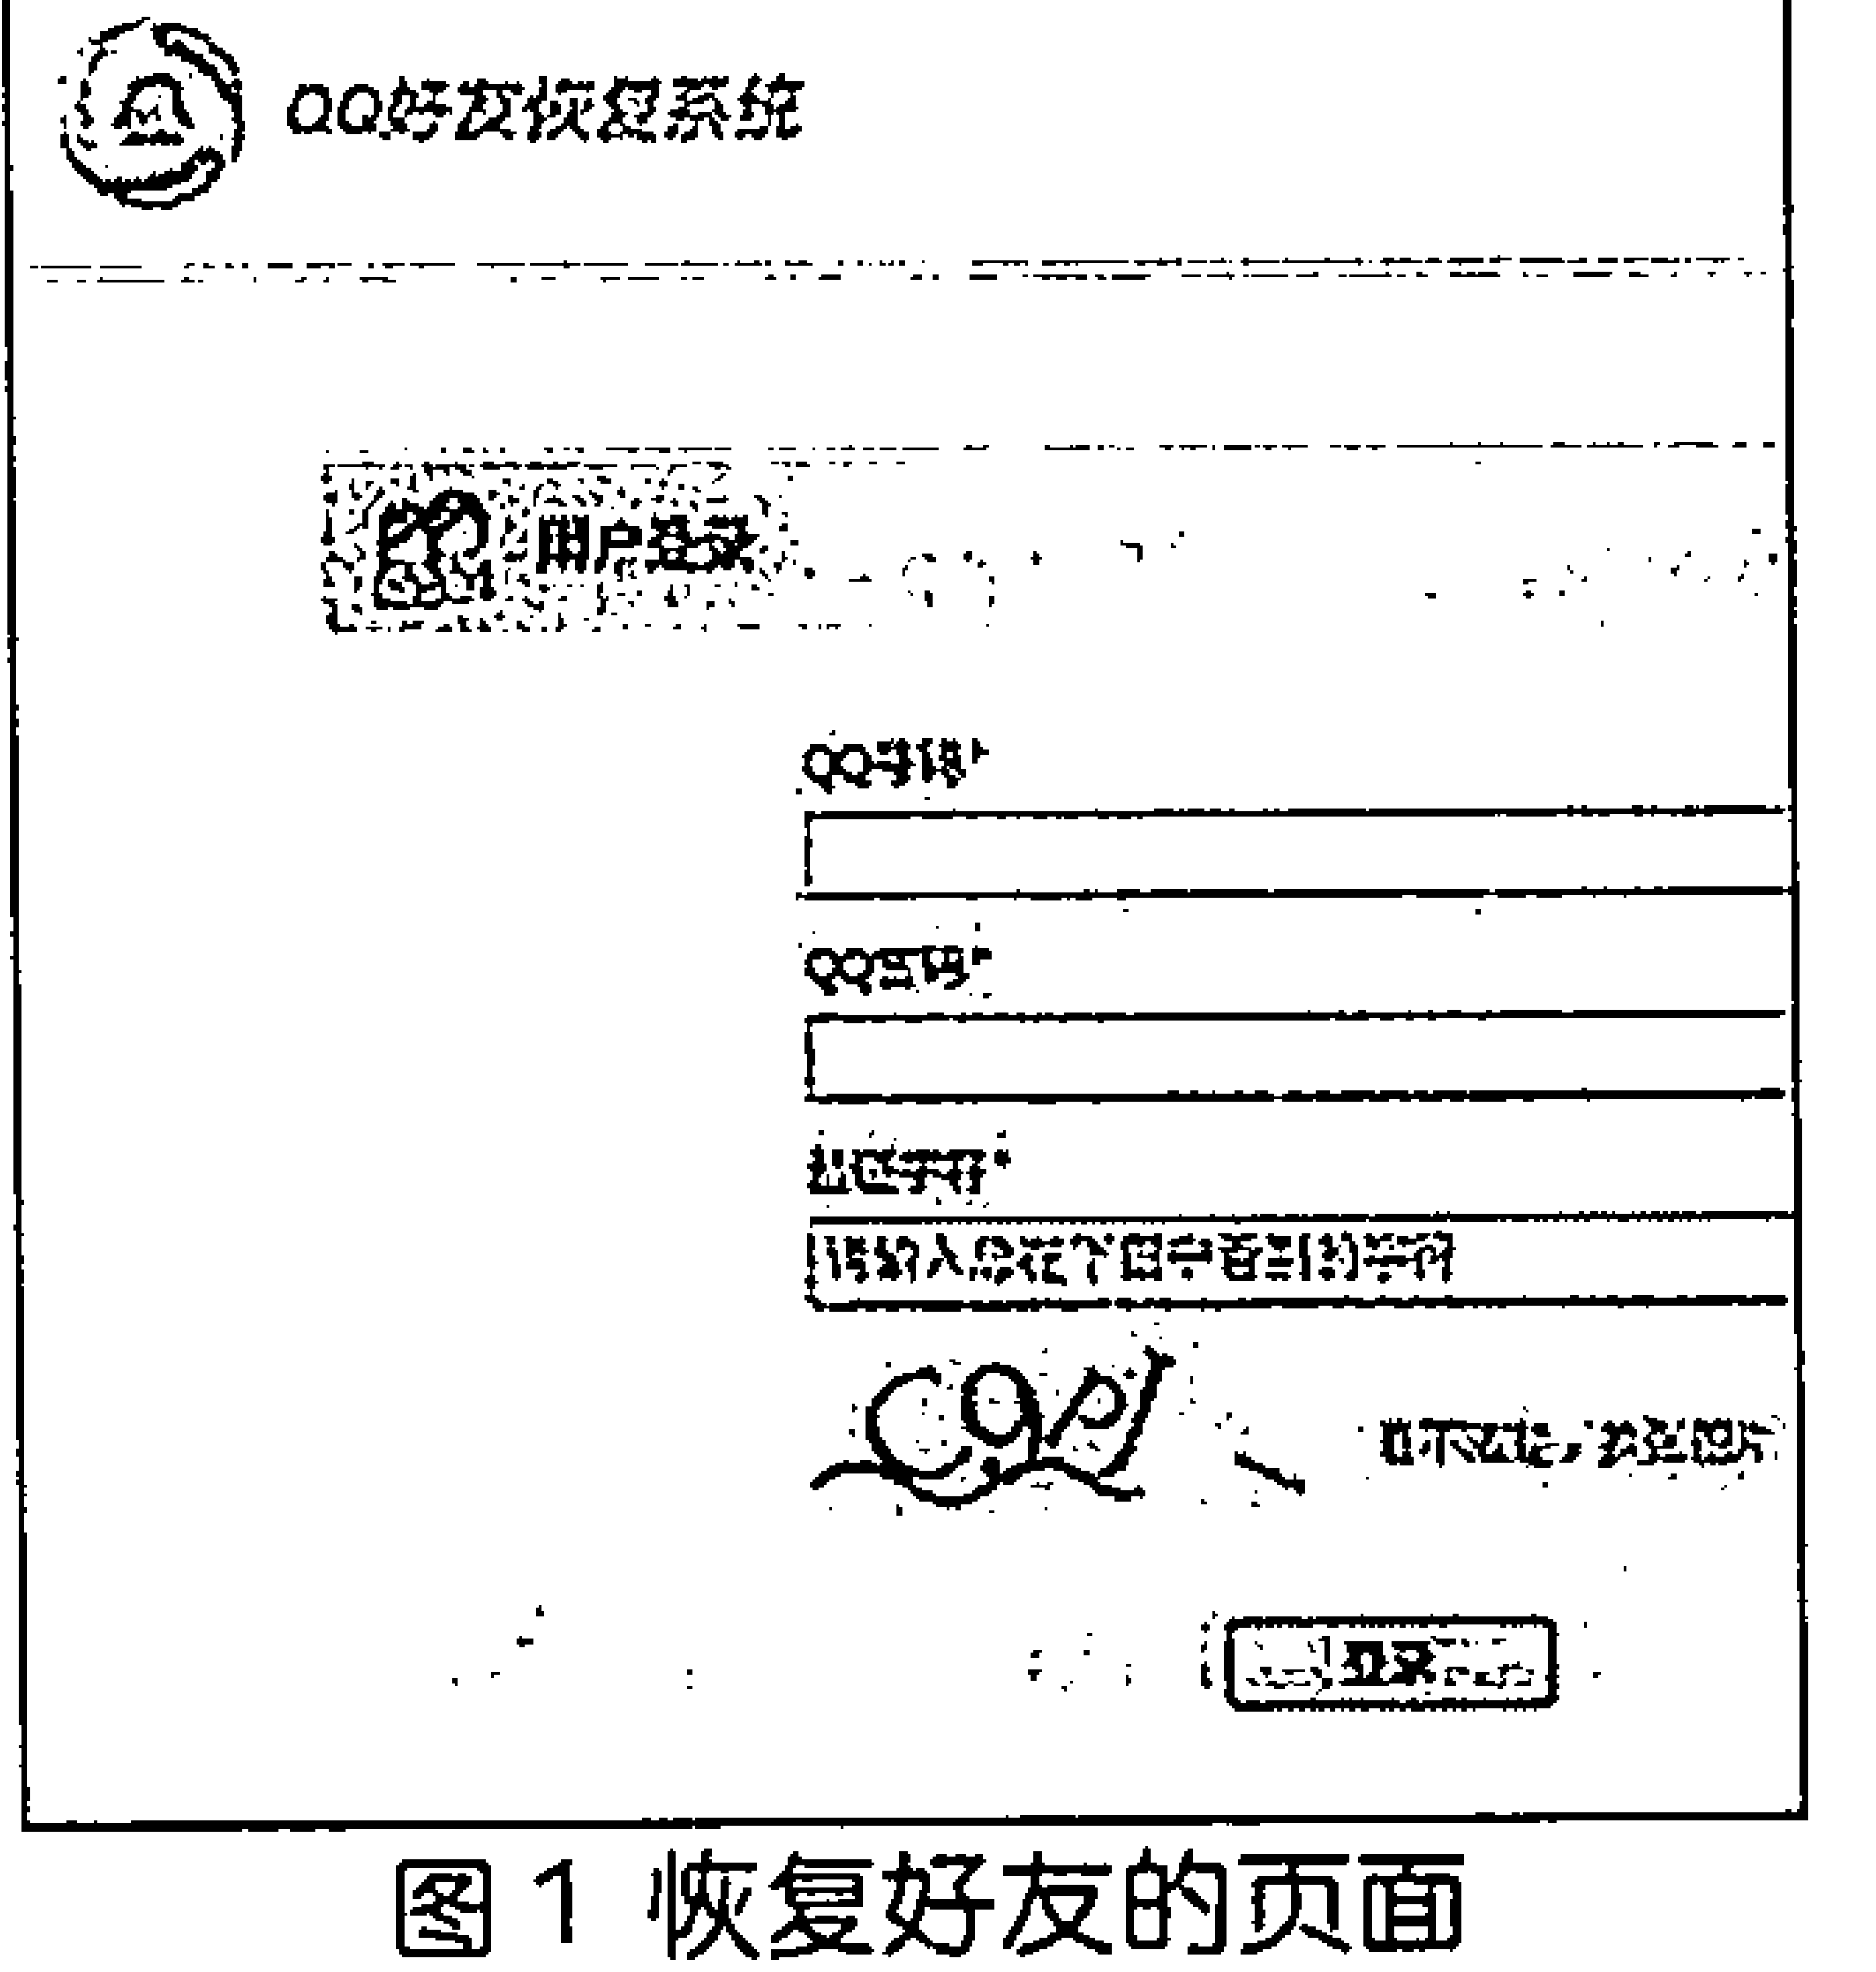 QQ好友恢复系统
用户登录
QQ号码*
QQ密码*
验证字符*
请输入您在下图中看到的字符
看不清楚，换张图片
登录
图1 恢复好友的页面